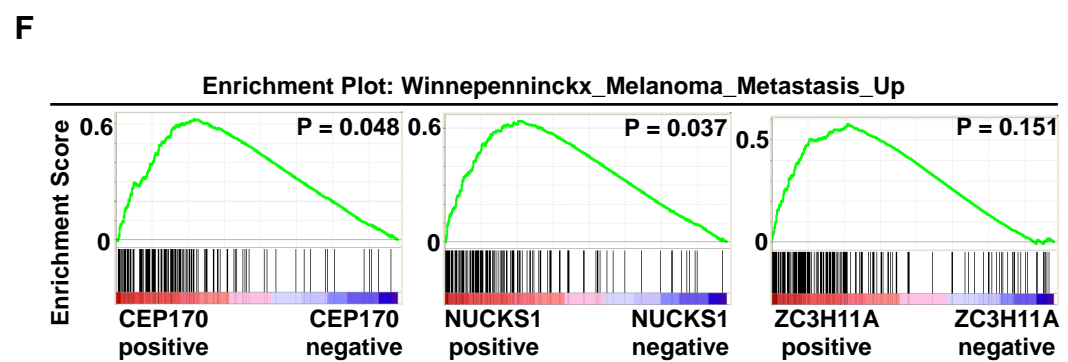 F
Enrichment Plot: Winnepenninckx_Melanoma_Metastasis_Up
Enrichment Score
0.6
P = 0.048
0
CEP170 positive
CEP170 negative
0.6
P = 0.037
0
NUCKS1 positive
NUCKS1 negative
0.5
P = 0.151
0
ZC3H11A positive
ZC3H11A negative